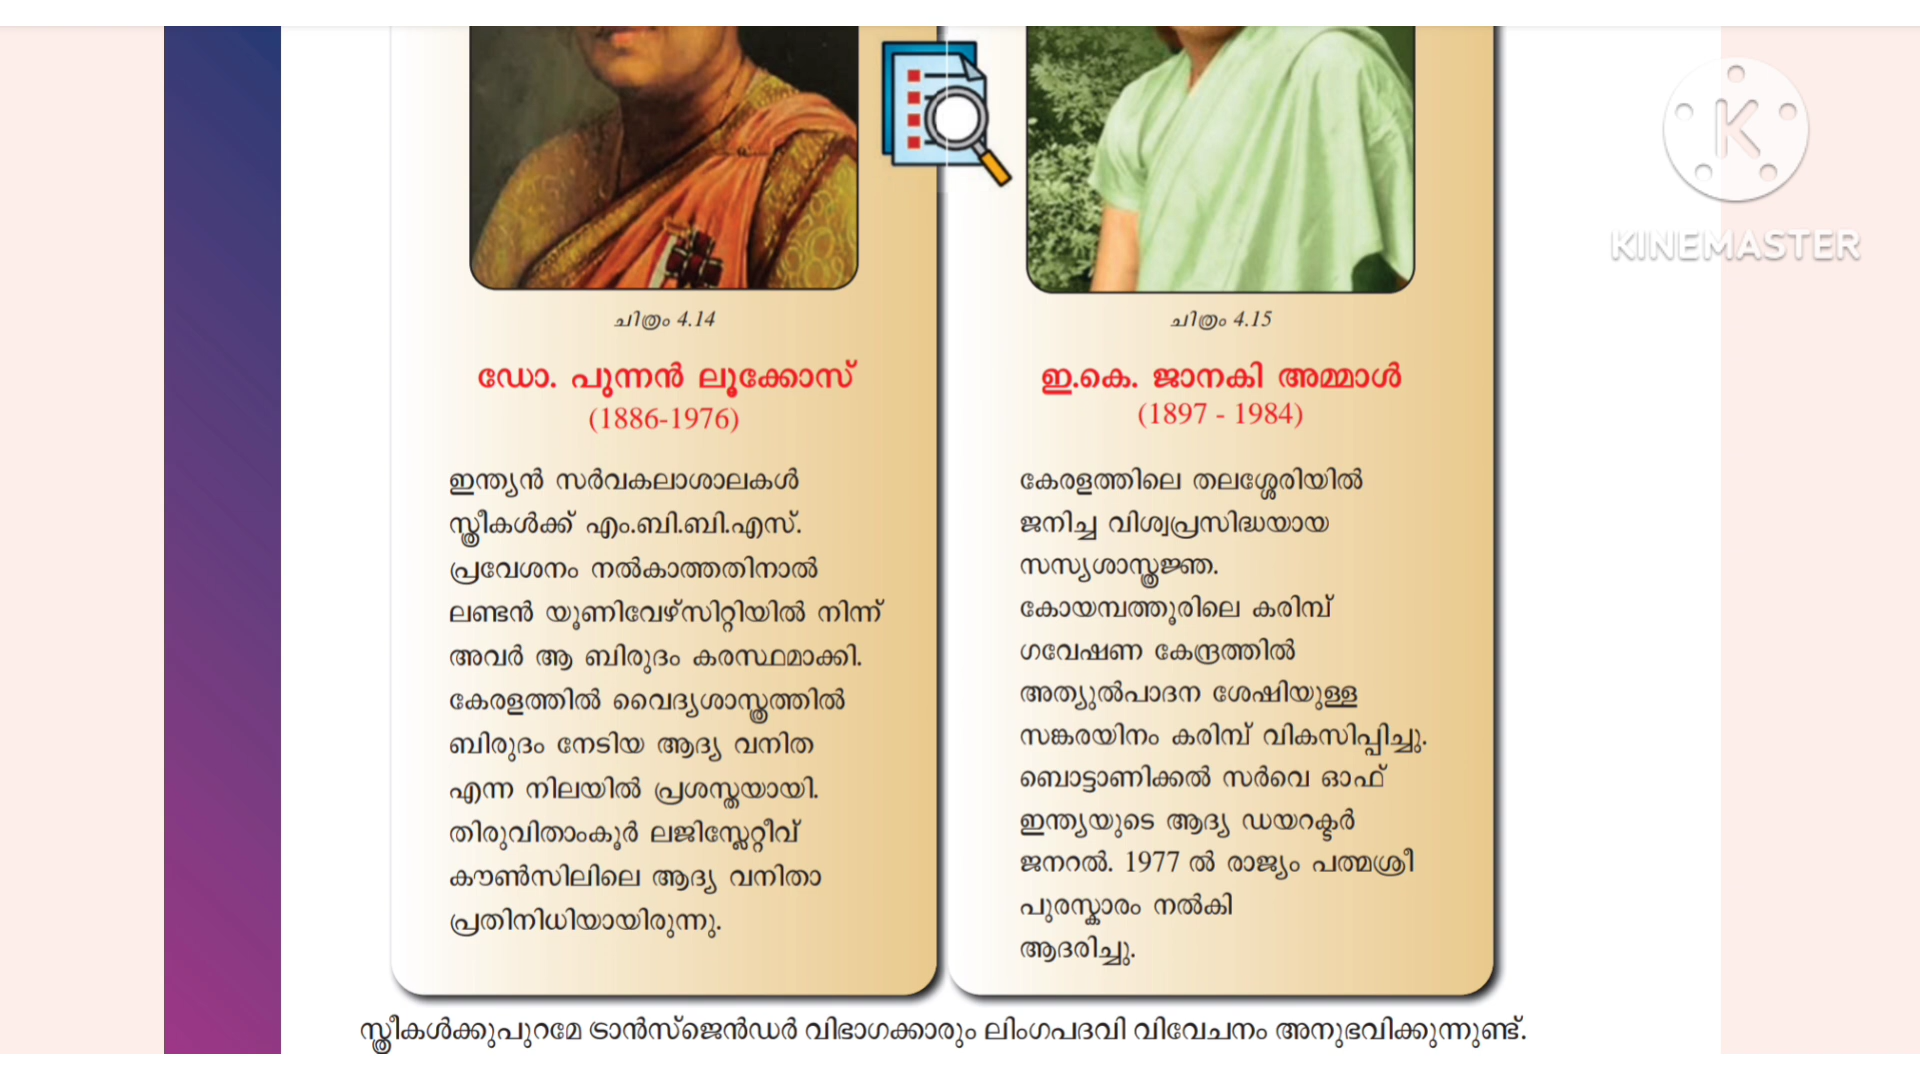 KINEMASTER
ചിത്രം 4.14
ഡോ. പുന്നൻ ലൂക്കോസ്
(1886-1976)
ഇന്ത്യൻ സർവകലാശാലകൾ
സ്ത്രീകൾക്ക് എം.ബി.ബി.എസ്.
പ്രവേശനം നൽകാത്തതിനാൽ
ലണ്ടൻ യൂണിവേഴ്സിറ്റിയിൽ നിന്ന്
അവർ ആ ബിരുദം കരസ്ഥമാക്കി.
കേരളത്തിൽ വൈദ്യശാസ്ത്രത്തിൽ
ബിരുദം നേടിയ ആദ്യ വനിത
എന്ന നിലയിൽ പ്രശസ്തയായി.
തിരുവിതാംകൂർ ലജിസ്ലേറ്റീവ്
കൗൺസിലിലെ ആദ്യ വനിതാ
പ്രതിനിധിയായിരുന്നു.
ചിത്രം 4.15
ഇ.കെ. ജാനകി അമ്മാൾ
(1897 - 1984)
കേരളത്തിലെ തലശ്ശേരിയിൽ
ജനിച്ച വിശ്വപ്രസിദ്ധയായ
സസ്യശാസ്ത്രജ്ഞ.
കോയമ്പത്തൂരിലെ കരിമ്പ്
ഗവേഷണ കേന്ദ്രത്തിൽ
അത്യുൽപാദന ശേഷിയുള്ള
സങ്കരയിനം കരിമ്പ് വികസിപ്പിച്ചു.
ബൊട്ടാണിക്കൽ സർവെ ഓഫ്
ഇന്ത്യയുടെ ആദ്യ ഡയറക്ടർ
ജനറൽ. 1977 ൽ രാജ്യം പത്മശ്രീ
പുരസ്കാരം നൽകി
ആദരിച്ചു.
സ്ത്രീകൾക്കുപുറമേ ട്രാൻസ്ജെൻഡർ വിഭാഗക്കാരും ലിംഗപദവി വിവേചനം അനുഭവിക്കുന്നുണ്ട്.